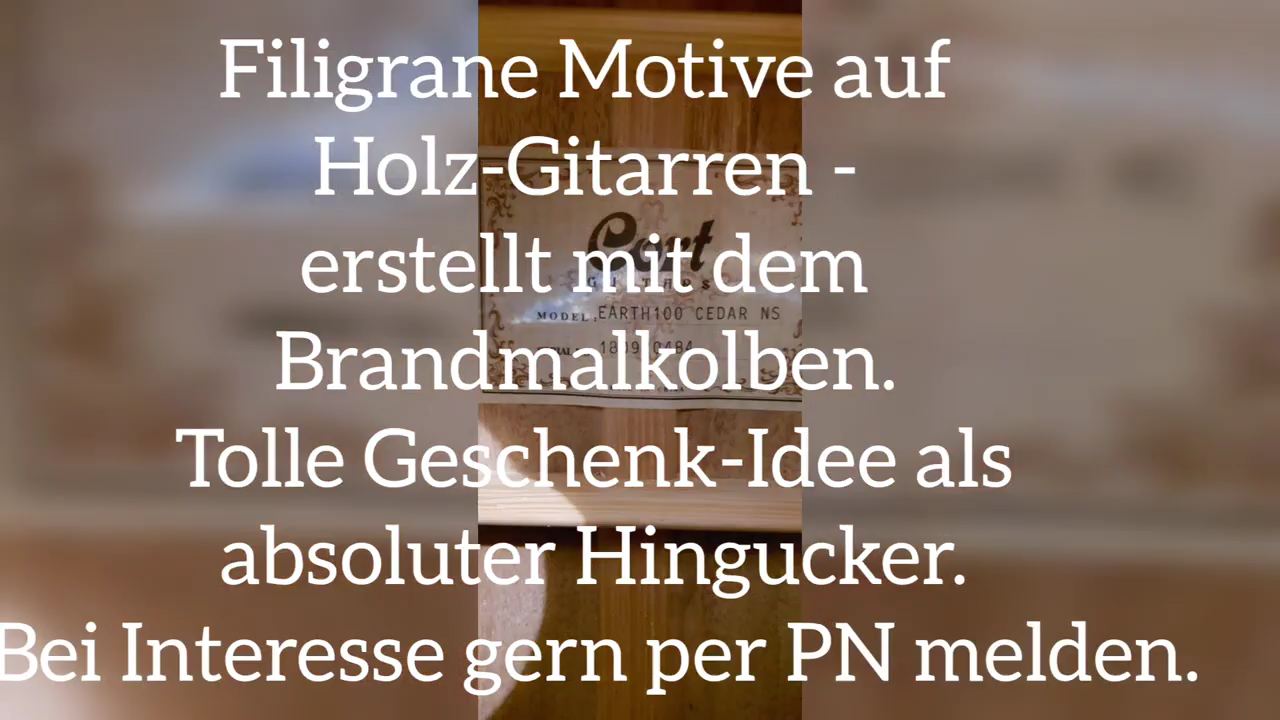 Filigrane Motive auf
Holz-Gitarren -
erstellt mit dem
Brandmalkolben.
Tolle Geschenk-Idee als
absoluter Hingucker.
Bei Interesse gern per PN melden.
Cort
GUITARS
MODEL. EARTH100 CEDAR NS